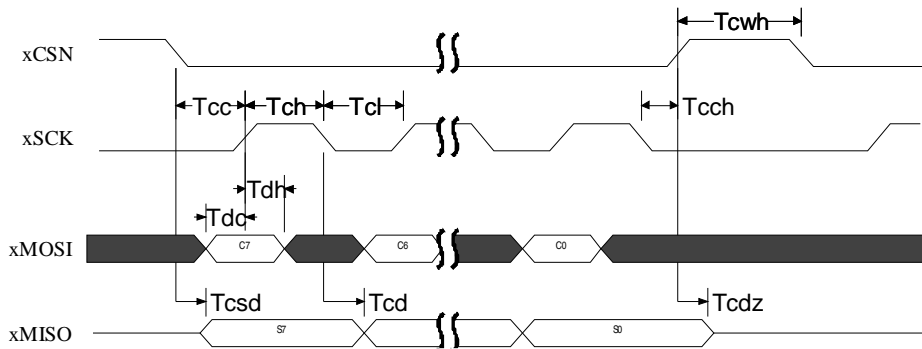 Tcwh
xCSN
Tcc Tch Tcl Tcch
xSCK
Tdh
Tdc
xMOSI C7 C6 C0
Tcsd Tcd Tcdz
xMISO S7 S0